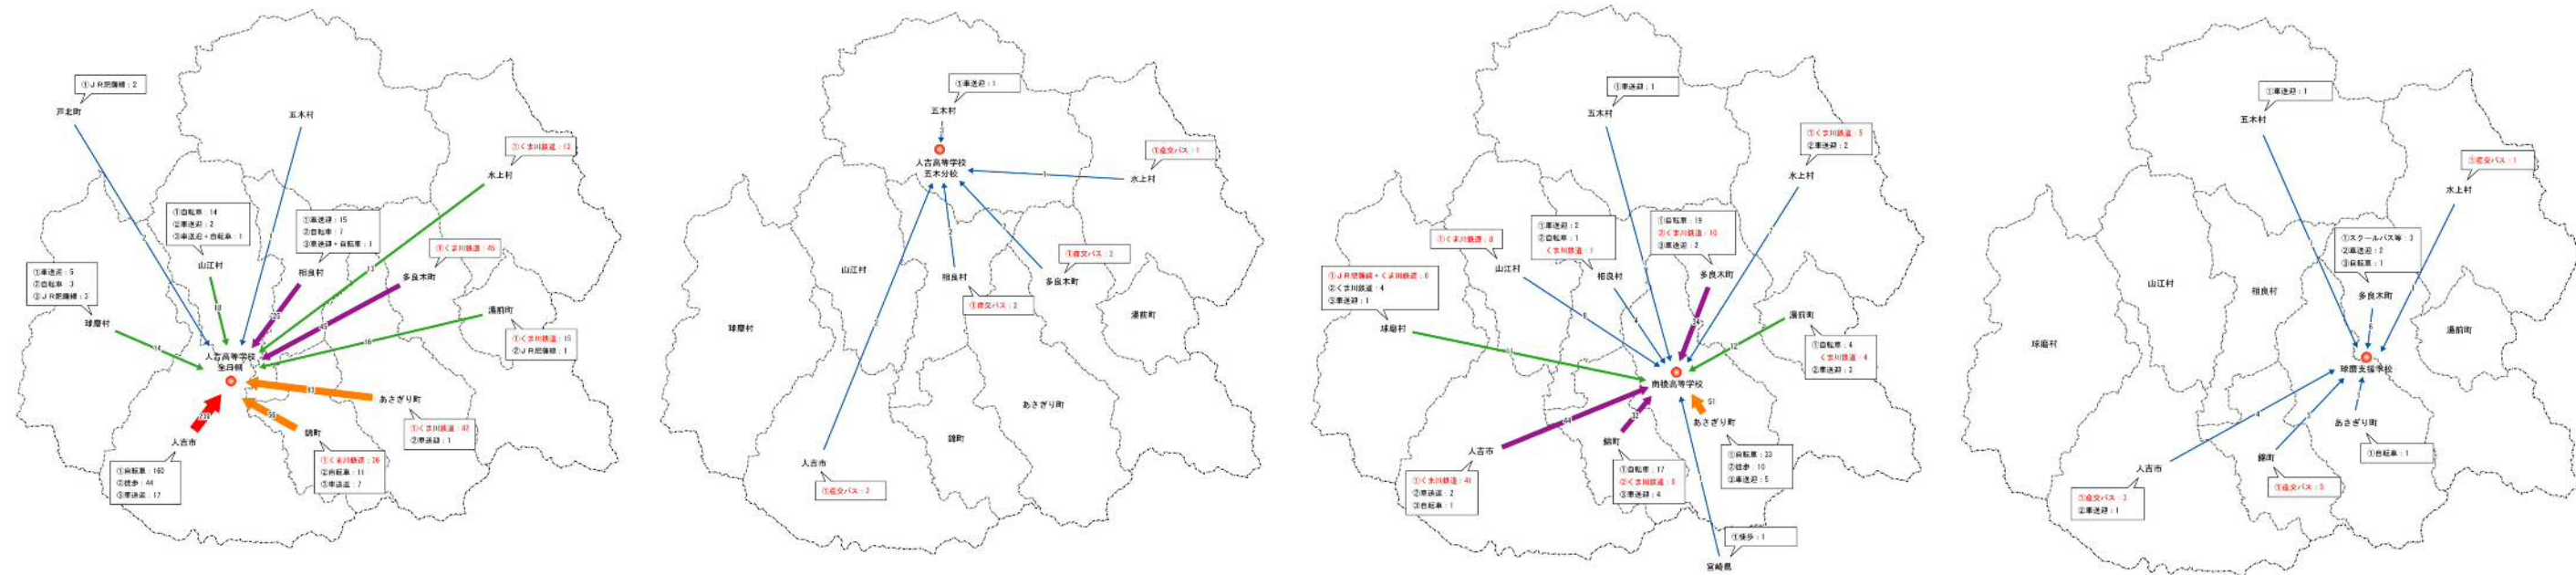 ①ＪＲ肥薩線：2
芦北町
五木村
①くま川鉄道：13
水上村
①自転車：14
②車送迎：2
③車送迎＋自転車：1
山江村
①車送迎：15
②自転車：7
③車送迎＋自転車：1
相良村
①くま川鉄道：45
多良木町
13
18
45
①車送迎：6
②自転車：3
③ＪＲ肥薩線：3
球磨村
14
湯前町
①くま川鉄道：15
②ＪＲ肥薩線：1
16
人吉高等学校
全日制
83
あさぎり町
①くま川鉄道：82
②車送迎：1
錦町
①くま川鉄道：36
②自転車：11
③車送迎：7
人吉市
①自転車：160
②徒歩：44
③車送迎：17
①車送迎：1
五木村
人吉高等学校
五木分校
①産交バス：1
水上村
1
2
山江村
相良村
①産交バス：2
①産交バス：2
多良木町
球磨村
湯前町
2
あさぎり町
錦町
人吉市
①産交バス：2
①車送迎：1
五木村
①くま川鉄道：5
②車送迎：2
水上村
①くま川鉄道：8
山江村
①車送迎：2
②自転車：1
くま川鉄道：1
相良村
①自転車：19
②くま川鉄道：10
③車送迎：2
多良木町
①ＪＲ肥薩線＋くま川鉄道：6
②くま川鉄道：4
③車送迎：1
球磨村
11
8
4
34
12
湯前町
①自転車：4
くま川鉄道：4
②車送迎：3
南稜高等学校
44
32
51
あさぎり町
①自転車：33
②徒歩：10
③車送迎：5
人吉市
①くま川鉄道：41
②車送迎：2
③自転車：1
錦町
①自転車：17
②くま川鉄道：8
③車送迎：4
①徒歩：1
宮崎県
①車送迎：1
五木村
①産交バス：1
水上村
①スクールバス等：3
②車送迎：2
③自転車：1
多良木町
6
山江村
相良村
球磨村
湯前町
球磨支援学校
4
3
あさぎり町
①自転車：1
人吉市
①産交バス：3
②車送迎：1
錦町
①産交バス：3